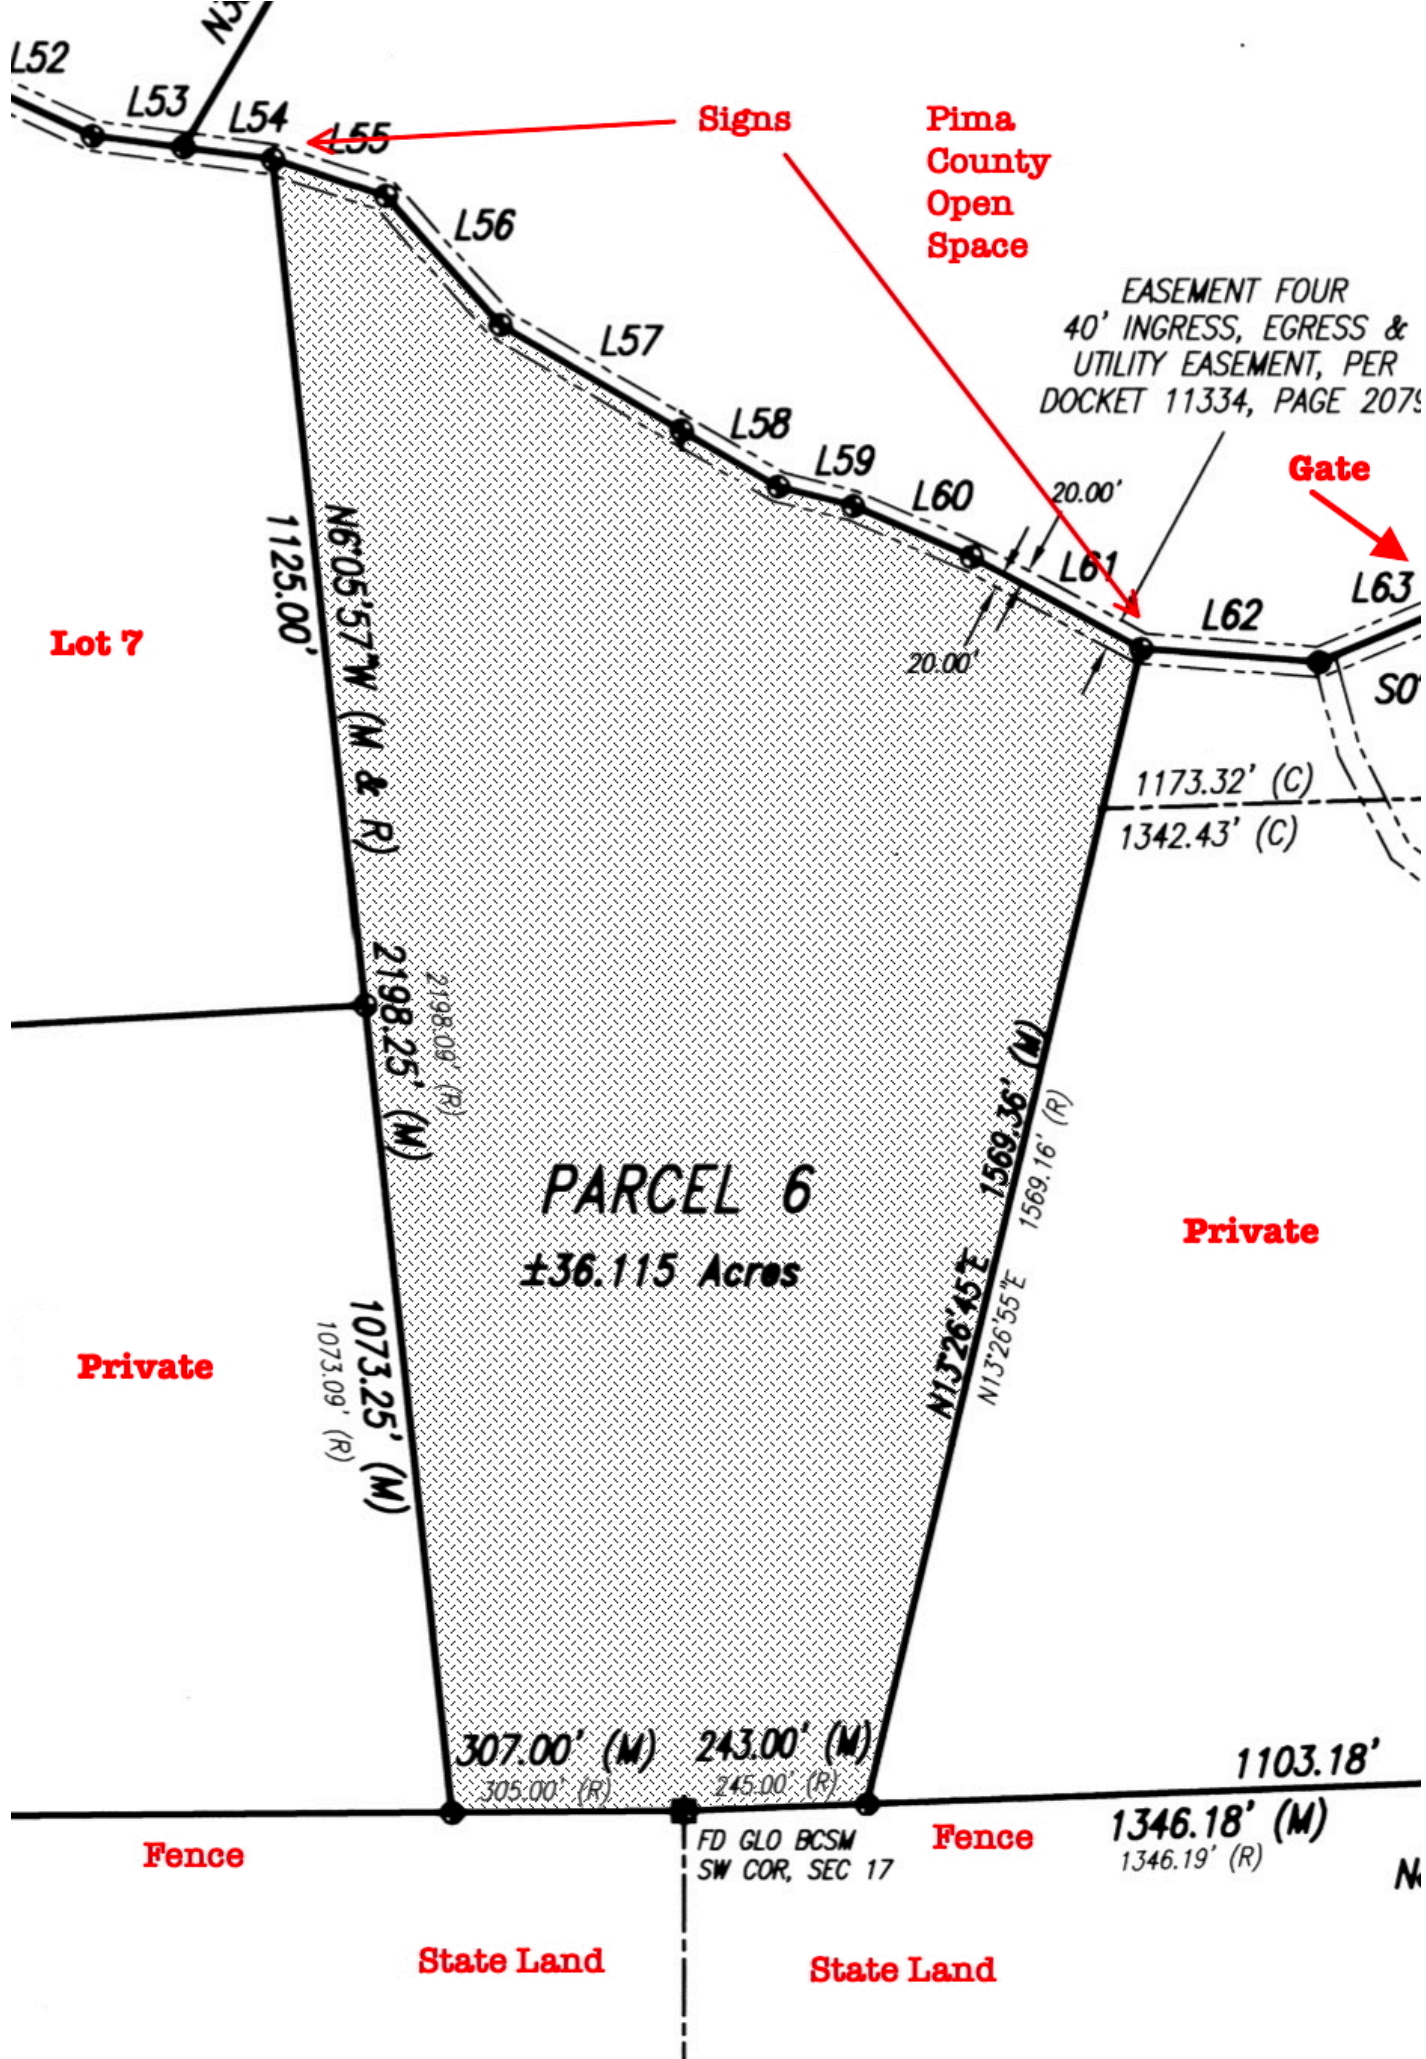 L52
N3
L53
L54
L55
Signs
Pima
County
Open
Space
L56
EASEMENT FOUR
40' INGRESS, EGRESS &
UTILITY EASEMENT, PER
DOCKET 11334, PAGE 2079
L57
L58
L59
Gate
L60
20.00'
L61
L63
L62
20.00'
S0°
Lot 7
N6°05'57"W (M & R)
1125.00'
1173.32' (C)
1342.43' (C)
2198.25' (M)
2198.09' (R)
1569.36' (M)
1569.16' (R)
PARCEL 6
±36.115 Acres
Private
N13°26'45"E
N13°26'55"E
Private
1073.25' (M)
1073.09' (R)
307.00' (M)
305.00' (R)
243.00' (M)
245.00' (R)
1103.18'
1346.18' (M)
1346.19' (R)
Fence
FD GLO BCSM
SW COR, SEC 17
Fence
State Land
State Land